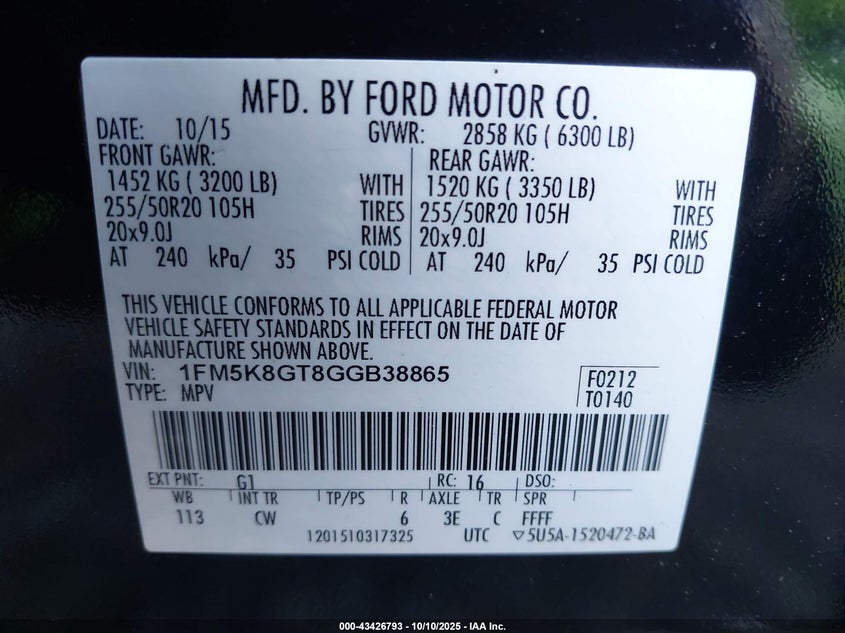 MFD. BY FORD MOTOR CO.
DATE: 10/15 GVWR: 2858 KG ( 6300 LB)
FRONT GAWR: REAR GAWR:
1452 KG ( 3200 LB) WITH 1520 KG ( 3350 LB) WITH
255/50R20 105H TIRES 255/50R20 105H TIRES
20x9.0J RIMS 20x9.0J RIMS
AT 240 kPa/ 35 PSI COLD AT 240 kPa/ 35 PSI COLD
THIS VEHICLE CONFORMS TO ALL APPLICABLE FEDERAL MOTOR
VEHICLE SAFETY STANDARDS IN EFFECT ON THE DATE OF
MANUFACTURE SHOWN ABOVE.
VIN: 1FM5K8GT8GGB38865 F0212
TYPE: MPV T0140
EXT PNT: G1 RC: 16 DSO:
WB INT TR TP/PS R AXLE TR SPR
113 CW 6 3E C FFFF
1201510317325 UTC ▽5U5A-1520472-BA
000-43426793 - 10/10/2025 - IAA Inc.